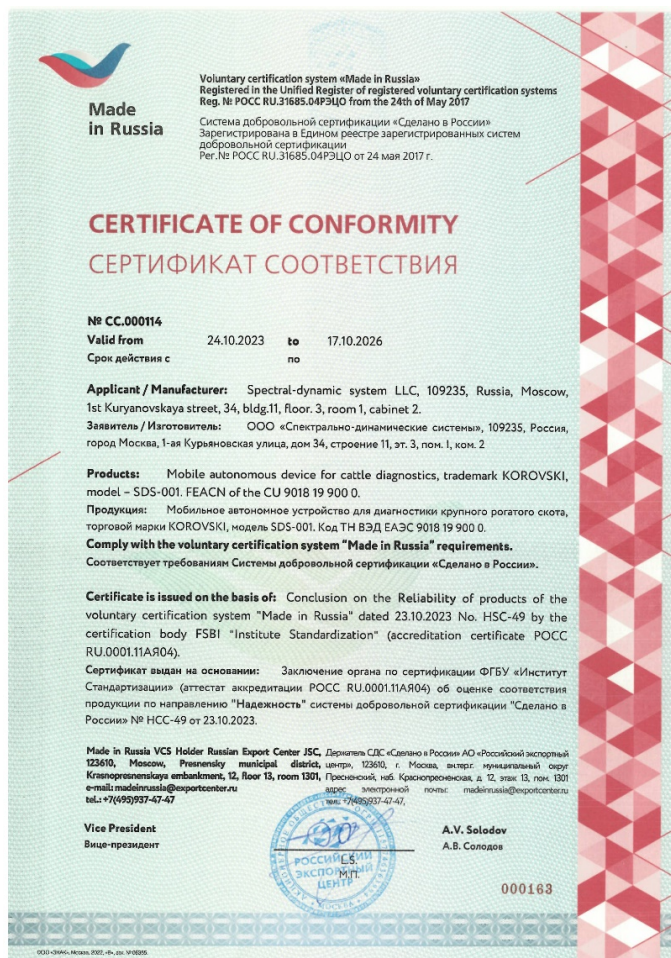 Made
in Russia
Voluntary certification system «Made in Russia»
Registered in the Unified Register of registered voluntary certification systems
Reg. № РОСС RU.31685.04РЭЦО from the 24th of May 2017
Система добровольной сертификации «Сделано в России»
Зарегистрирована в Едином реестре зарегистрированных систем
добровольной сертификации
Рег.№ РОСС RU.31685.04РЭЦО от 24 мая 2017 г.
CERTIFICATE OF CONFORMITY
СЕРТИФИКАТ СООТВЕТСТВИЯ
№ СС.000114
Valid from 24.10.2023 to 17.10.2026
Срок действия с по
Applicant / Manufacturer: Spectral-dynamic system LLC, 109235, Russia, Moscow,
1st Kuryanovskaya street, 34, bldg.11, floor. 3, room 1, cabinet 2.
Заявитель / Изготовитель: ООО «Спектрально-динамические системы», 109235, Россия,
город Москва, 1-ая Курьяновская улица, дом 34, строение 11, эт. 3, пом. I, ком. 2
Products: Mobile autonomous device for cattle diagnostics, trademark KOROVSKI,
model – SDS-001. FEACN of the CU 9018 19 900 0.
Продукция: Мобильное автономное устройство для диагностики крупного рогатого скота,
торговой марки KOROVSKI, модель SDS-001. Код ТН ВЭД ЕАЭС 9018 19 900 0.
Comply with the voluntary certification system "Made in Russia" requirements.
Соответствует требованиям Системы добровольной сертификации «Сделано в России».
Certificate is issued on the basis of: Conclusion on the Reliability of products of the
voluntary certification system "Made in Russia" dated 23.10.2023 No. HSC-49 by the
certification body FSBI "Institute Standardization" (accreditation certificate РОСС
RU.0001.11АЯ04).
Сертификат выдан на основании: Заключение органа по сертификации ФГБУ «Институт
Стандартизации» (аттестат аккредитации РОСС RU.0001.11АЯ04) об оценке соответствия
продукции по направлению "Надежность" системы добровольной сертификации "Сделано в
России» № НСС-49 от 23.10.2023.
Made in Russia VCS Holder Russian Export Center JSC,
123610, Moscow, Presnensky municipal district,
Krasnopresnenskaya embankment, 12, floor 13, room 1301,
e-mail: madeinrussia@exportcenter.ru
tel.: +7(495)937-47-47
Держатель СДС «Сделано в России» АО «Российский экспортный
центр», 123610, г. Москва, вн.тер.г. муниципальный округ
Пресненский, наб. Краснопресненская, д. 12, этаж 13, пом. 1301
адрес электронной почты: madeinrussia@exportcenter.ru
тел.: +7(495)937-47-47,
Vice President
Вице-президент
РОССИЙСКИЙ
ЭКСПОРТНЫЙ
ЦЕНТР
L.S.
М.П.
A.V. Solodov
А.В. Солодов
000163
ООО «ЗНАК», Москва, 2022, «В», зак. №